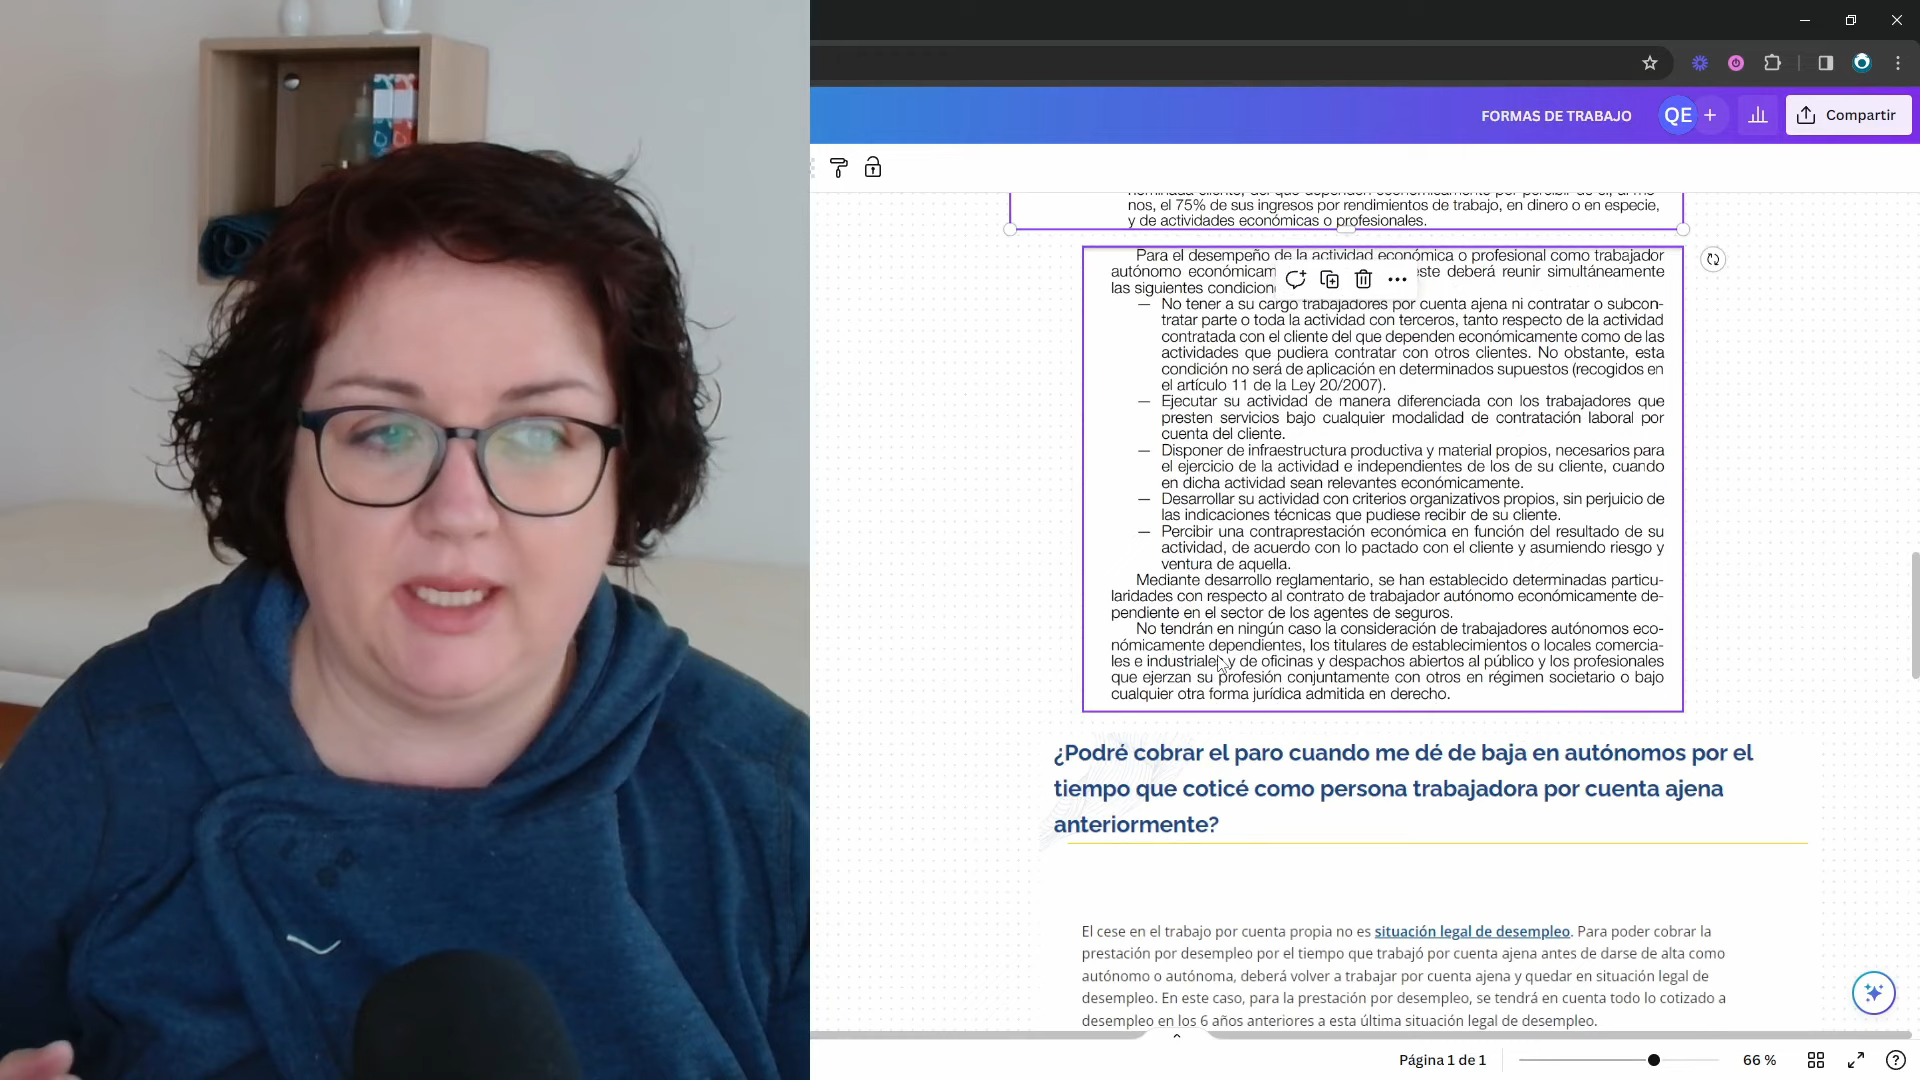 FORMAS DE TRABAJO
QE
+
Compartir
nos, el 75% de sus ingresos por rendimientos de trabajo, en dinero o en especie,
y de actividades económicas o profesionales.
Para el desempeño de la actividad económica o profesional como trabajador
autónomo económicam ste deberá reunir simultáneamente
las siguientes condicion
— No tener a su cargo trabajadores por cuenta ajena ni contratar o subcon-
tratar parte o toda la actividad con terceros, tanto respecto de la actividad
contratada con el cliente del que dependen económicamente como de las
actividades que pudiera contratar con otros clientes. No obstante, esta
condición no será de aplicación en determinados supuestos (recogidos en
el artículo 11 de la Ley 20/2007).
— Ejecutar su actividad de manera diferenciada con los trabajadores que
presten servicios bajo cualquier modalidad de contratación laboral por
cuenta del cliente.
— Disponer de infraestructura productiva y material propios, necesarios para
el ejercicio de la actividad e independientes de los de su cliente, cuando
en dicha actividad sean relevantes económicamente.
— Desarrollar su actividad con criterios organizativos propios, sin perjuicio de
las indicaciones técnicas que pudiese recibir de su cliente.
— Percibir una contraprestación económica en función del resultado de su
actividad, de acuerdo con lo pactado con el cliente y asumiendo riesgo y
ventura de aquella.
Mediante desarrollo reglamentario, se han establecido determinadas particu-
laridades con respecto al contrato de trabajador autónomo económicamente de-
pendiente en el sector de los agentes de seguros.
No tendrán en ningún caso la consideración de trabajadores autónomos eco-
nómicamente dependientes, los titulares de establecimientos o locales comercia-
les e industriales y de oficinas y despachos abiertos al público y los profesionales
que ejerzan su profesión conjuntamente con otros en régimen societario o bajo
cualquier otra forma jurídica admitida en derecho.
¿Podré cobrar el paro cuando me dé de baja en autónomos por el
tiempo que coticé como persona trabajadora por cuenta ajena
anteriormente?
El cese en el trabajo por cuenta propia no es situación legal de desempleo. Para poder cobrar la
prestación por desempleo por el tiempo que trabajó por cuenta ajena antes de darse de alta como
autónomo o autónoma, deberá volver a trabajar por cuenta ajena y quedar en situación legal de
desempleo. En este caso, para la prestación por desempleo, se tendrá en cuenta todo lo cotizado a
desempleo en los 6 años anteriores a esta última situación legal de desempleo.
Página 1 de 1
66 %